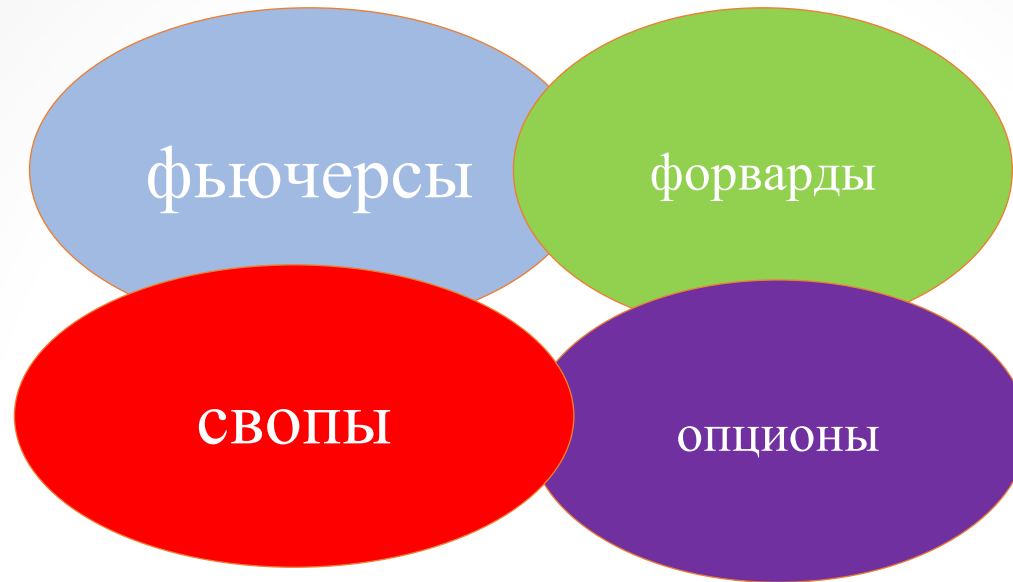 фьючерсы
форварды
свопы
опционы